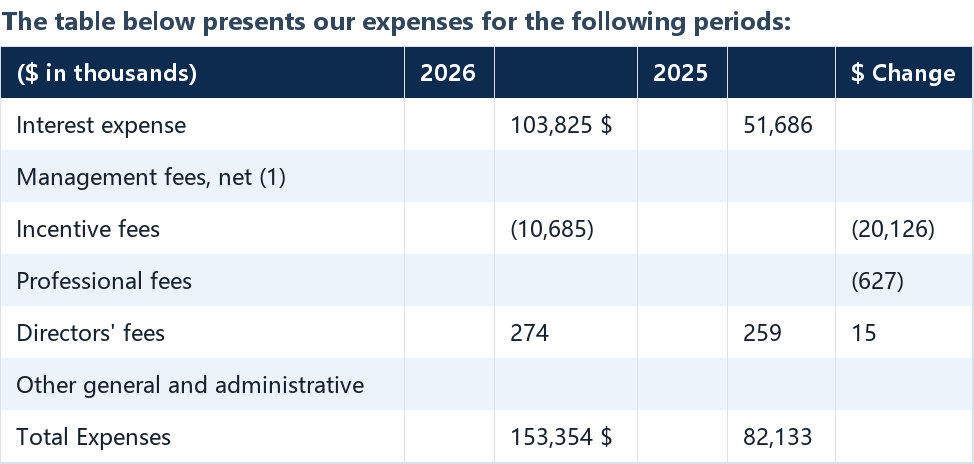 The table below presents our expenses for the following periods:
($ in thousands) 2026 2025 $ Change
Interest expense 103,825 $ 51,686
Management fees, net (1)
Incentive fees (10,685) (20,126)
Professional fees (627)
Directors' fees 274 259 15
Other general and administrative
Total Expenses 153,354 $ 82,133